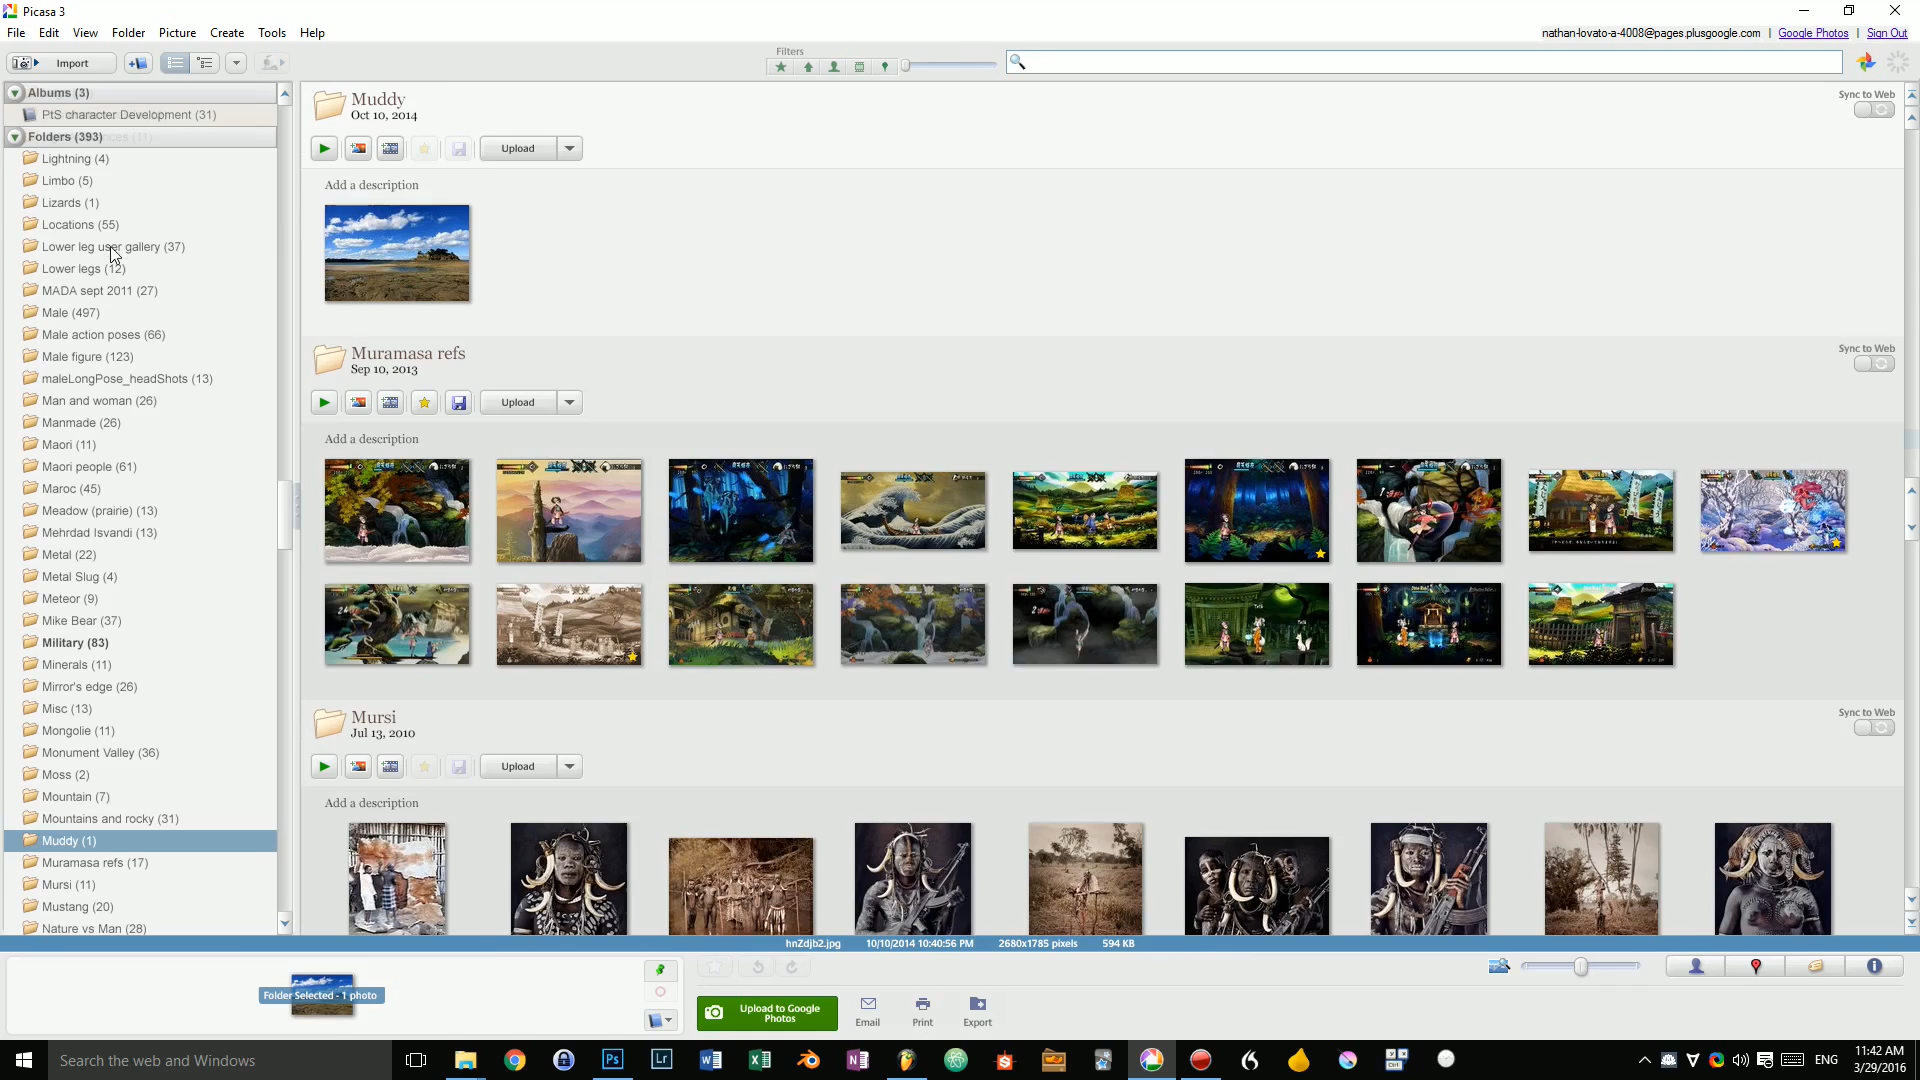 Picasa 3
File Edit View Folder Picture Create Tools Help
nathan-lovato-a-4008@pages.plusgoogle.com | Google Photos | Sign Out
Import
Filters
Albums (3)
PtS character Development (31)
Folders (393)
Lightning (4)
Limbo (5)
Lizards (1)
Locations (55)
Lower leg user gallery (37)
Lower legs (12)
MADA sept 2011 (27)
Male (497)
Male action poses (66)
Male figure (123)
maleLongPose_headShots (13)
Man and woman (26)
Manmade (26)
Maori (11)
Maori people (61)
Maroc (45)
Meadow (prairie) (13)
Mehrdad Isvandi (13)
Metal (22)
Metal Slug (4)
Meteor (9)
Mike Bear (37)
Military (83)
Minerals (11)
Mirror's edge (26)
Misc (13)
Mongolie (11)
Monument Valley (36)
Moss (2)
Mountain (7)
Mountains and rocky (31)
Muddy (1)
Muramasa refs (17)
Mursi (11)
Mustang (20)
Nature vs Man (28)
Muddy
Oct 10, 2014
Sync to Web
Upload
Add a description
Muramasa refs
Sep 10, 2013
Sync to Web
Upload
Add a description
Mursi
Jul 13, 2010
Sync to Web
Upload
Add a description
hnZdjb2.jpg 10/10/2014 10:40:56 PM 2680x1785 pixels 594 KB
Folder Selected - 1 photo
Upload to Google Photos
Email
Print
Export
Search the web and Windows
ENG
11:42 AM
3/29/2016